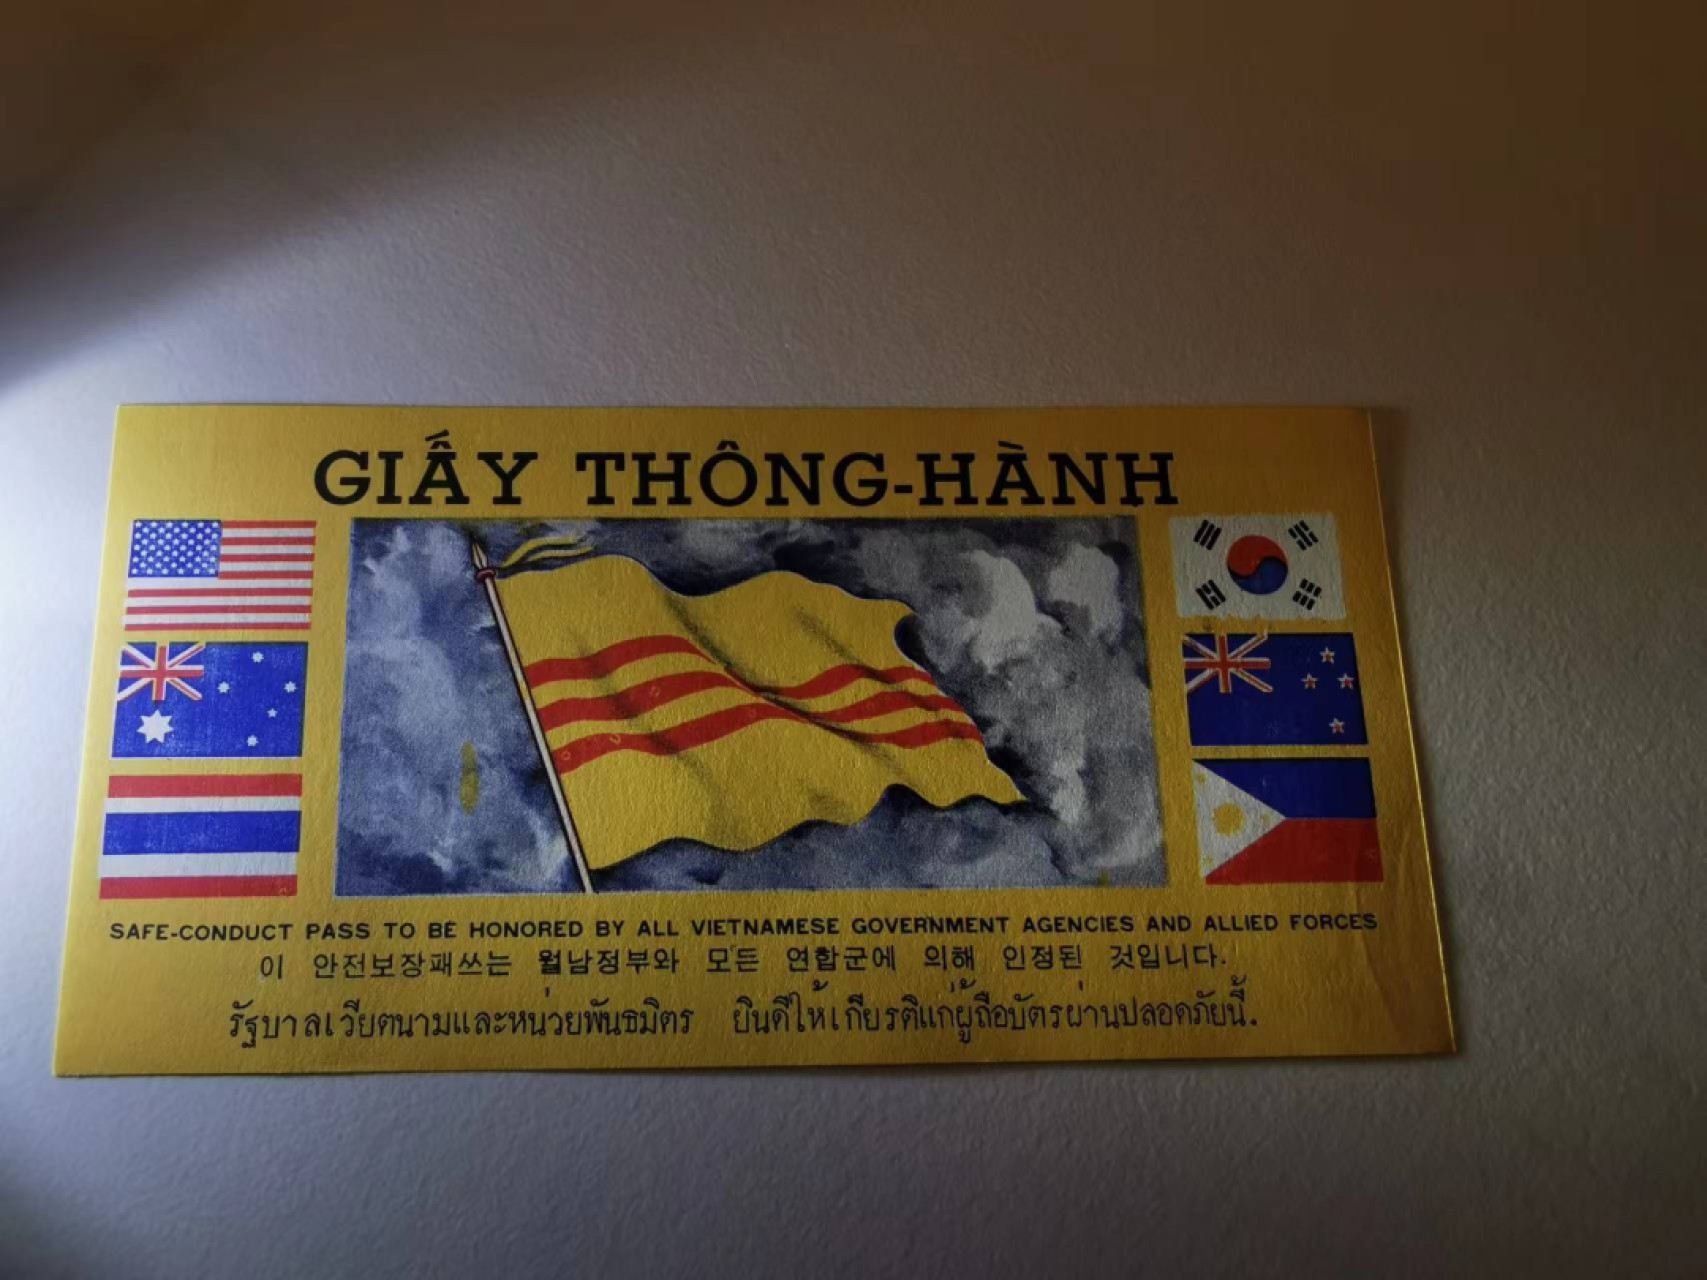 GIẤY THÔNG-HÀNH
SAFE-CONDUCT PASS TO BE HONORED BY ALL VIETNAMESE GOVERNMENT AGENCIES AND ALLIED FORCES
이 안전보장패쓰는 월남정부와 모든 연합군에 의해 인정된 것입니다.
รัฐบาลเวียตนามและหน่วยพันธมิตร ยินดีให้เกียรติแก่ผู้ถือบัตรผ่านปลอดภัยนี้.